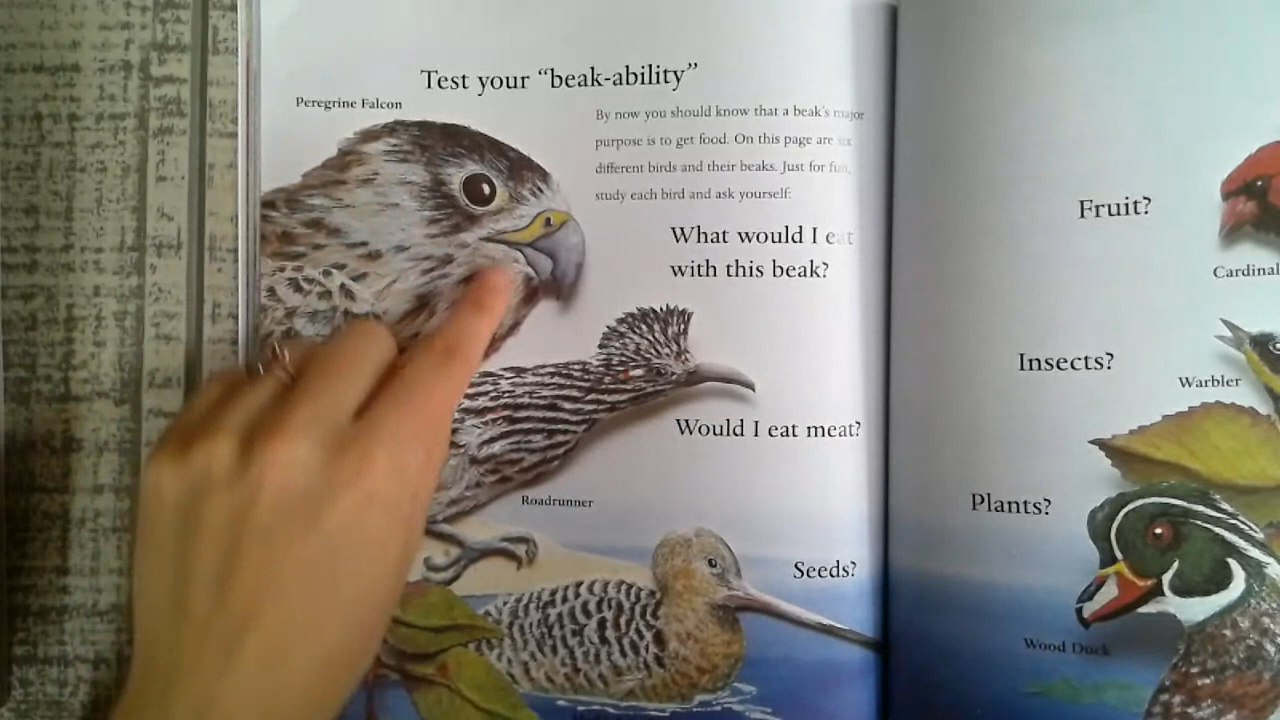 Test your “beak-ability”
Peregrine Falcon
By now you should know that a beak's major
purpose is to get food. On this page are six
different birds and their beaks. Just for fun,
study each bird and ask yourself:
What would I eat
with this beak?
Would I eat meat?
Roadrunner
Seeds?
Fruit?
Cardinal
Insects?
Warbler
Plants?
Wood Duck